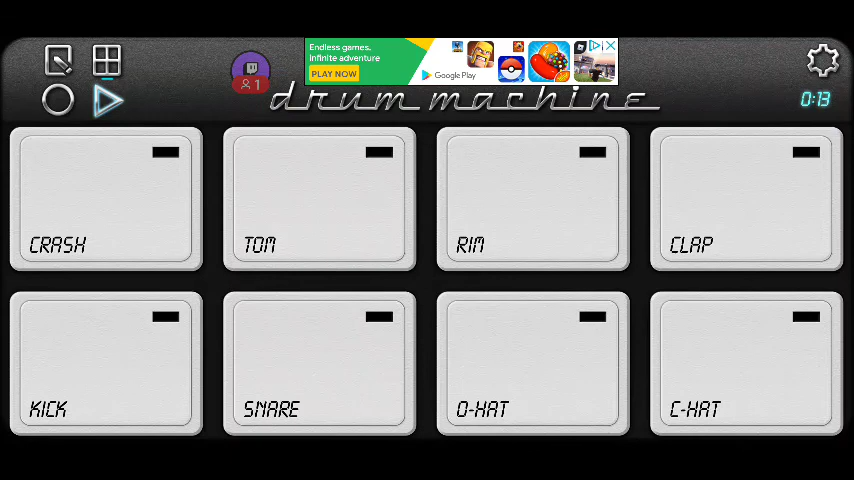 Endless games.
Infinite adventure
PLAY NOW
Google Play
1
drum machine
0:13
CRASH
TOM
RIM
CLAP
KICK
SNARE
O-HAT
C-HAT